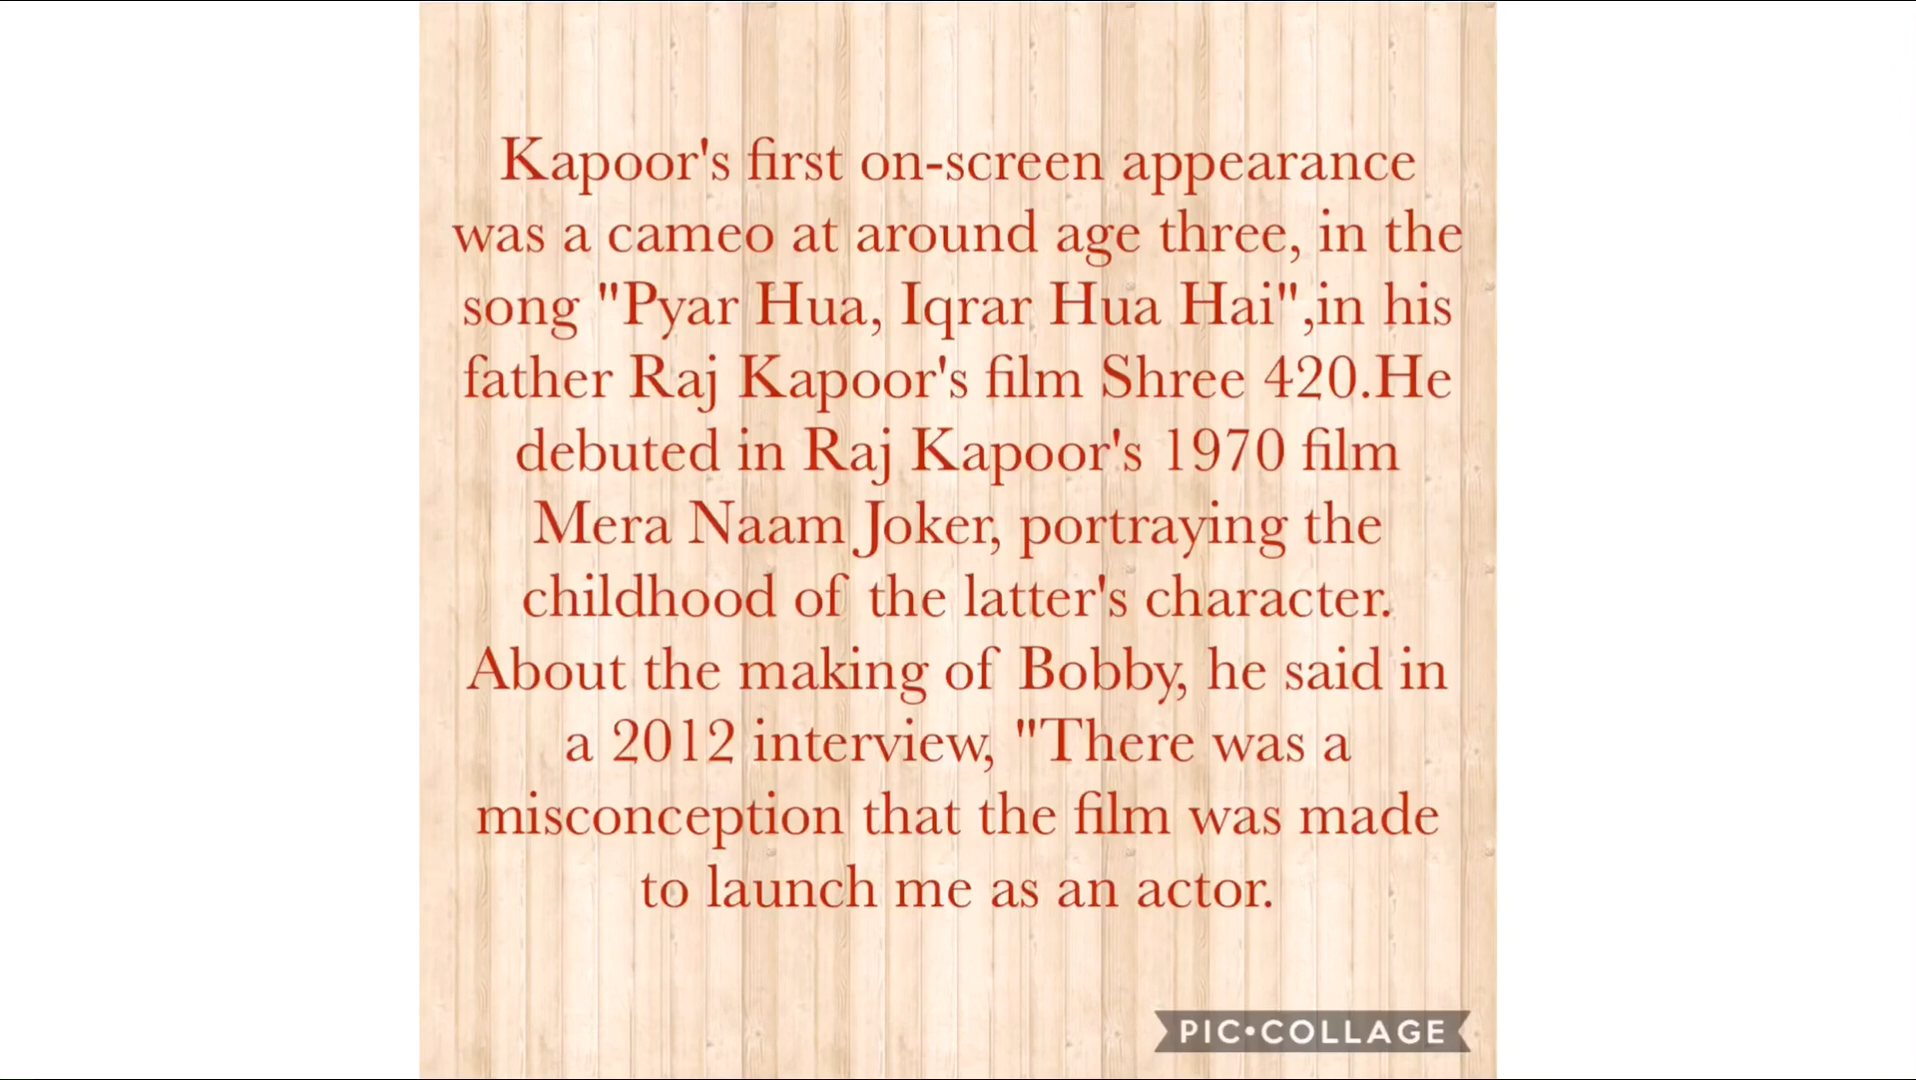 Kapoor's first on-screen appearance
was a cameo at around age three, in the
song "Pyar Hua, Iqrar Hua Hai",in his
father Raj Kapoor's film Shree 420.He
debuted in Raj Kapoor's 1970 film
Mera Naam Joker, portraying the
childhood of the latter's character.
About the making of Bobby, he said in
a 2012 interview, "There was a
misconception that the film was made
to launch me as an actor.
PIC•COLLAGE